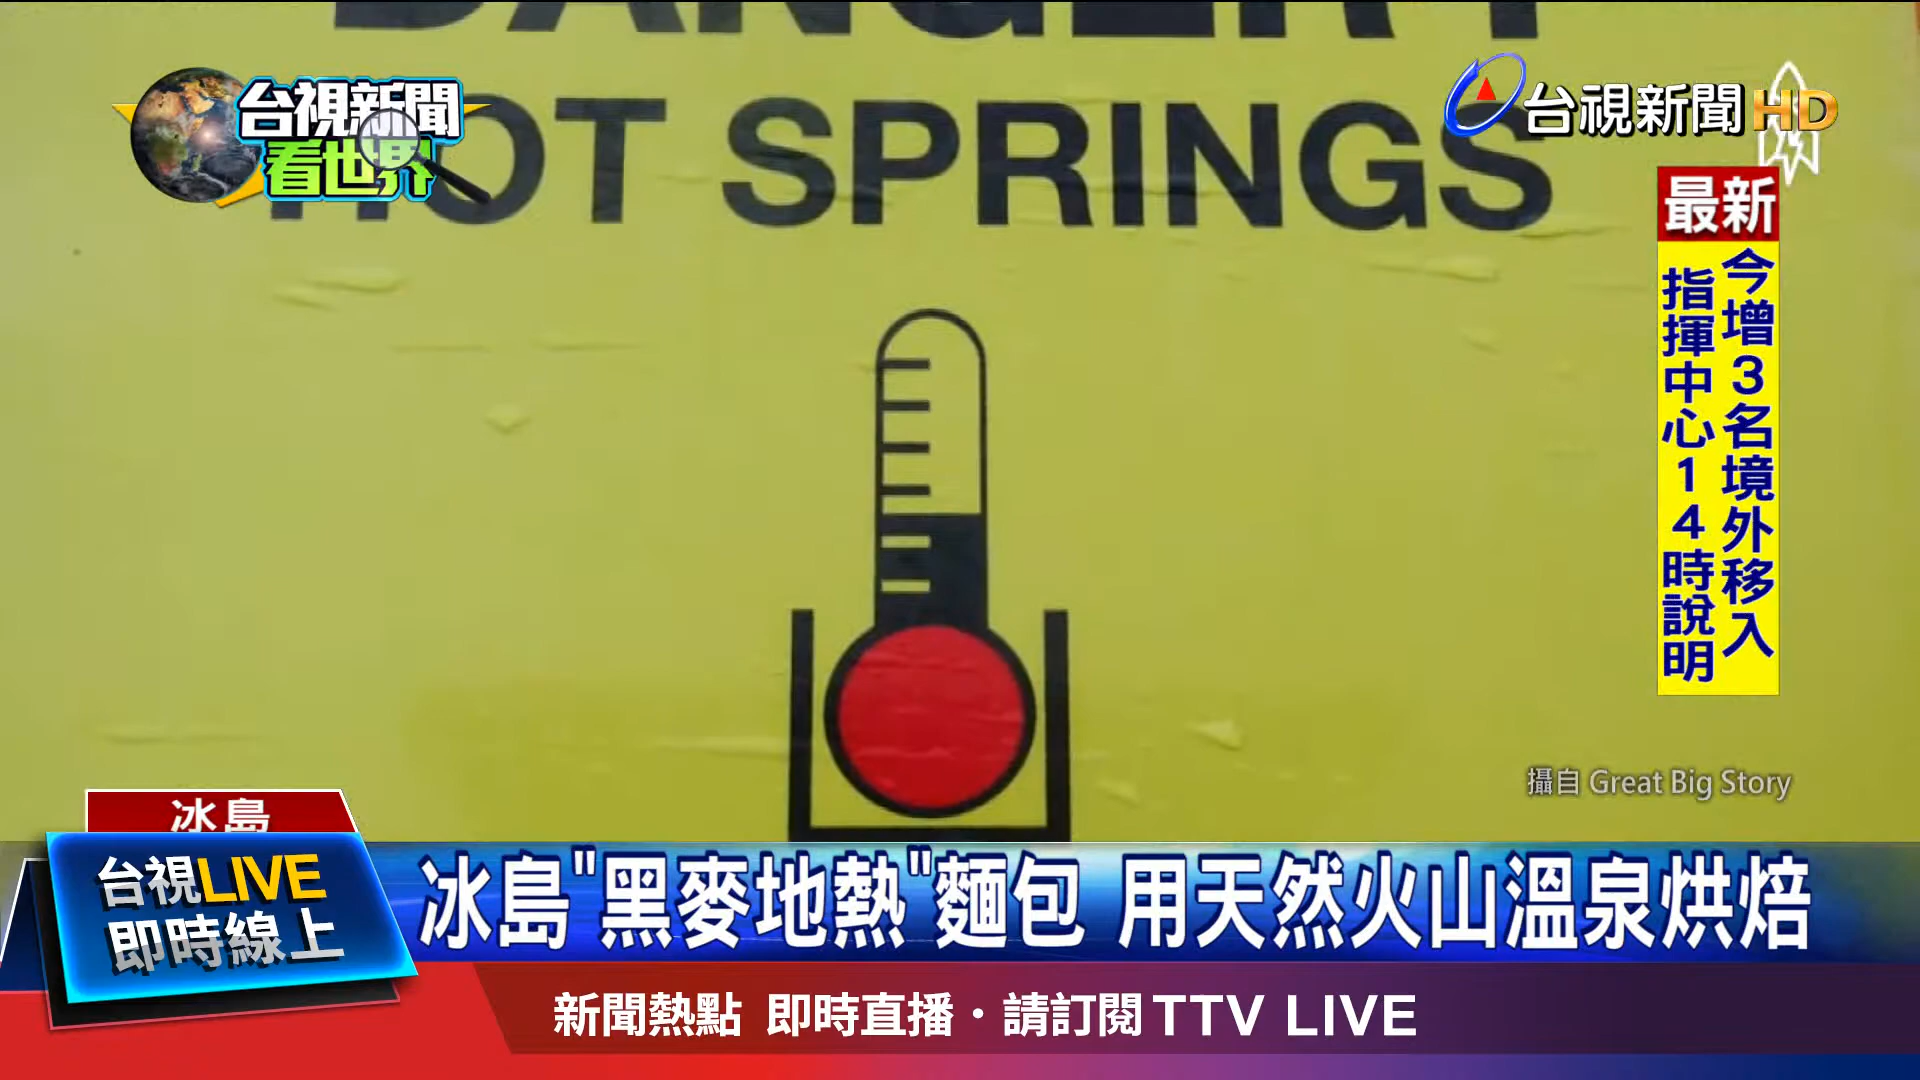 DANGER !
HOT SPRINGS
台視新聞
看世界
台視新聞HD
最新
今增3名境外移入
指揮中心14時說明
攝自 Great Big Story
冰島
台視LIVE
即時線上
冰島"黑麥地熱"麵包 用天然火山溫泉烘焙
新聞熱點 即時直播・請訂閱TTV LIVE